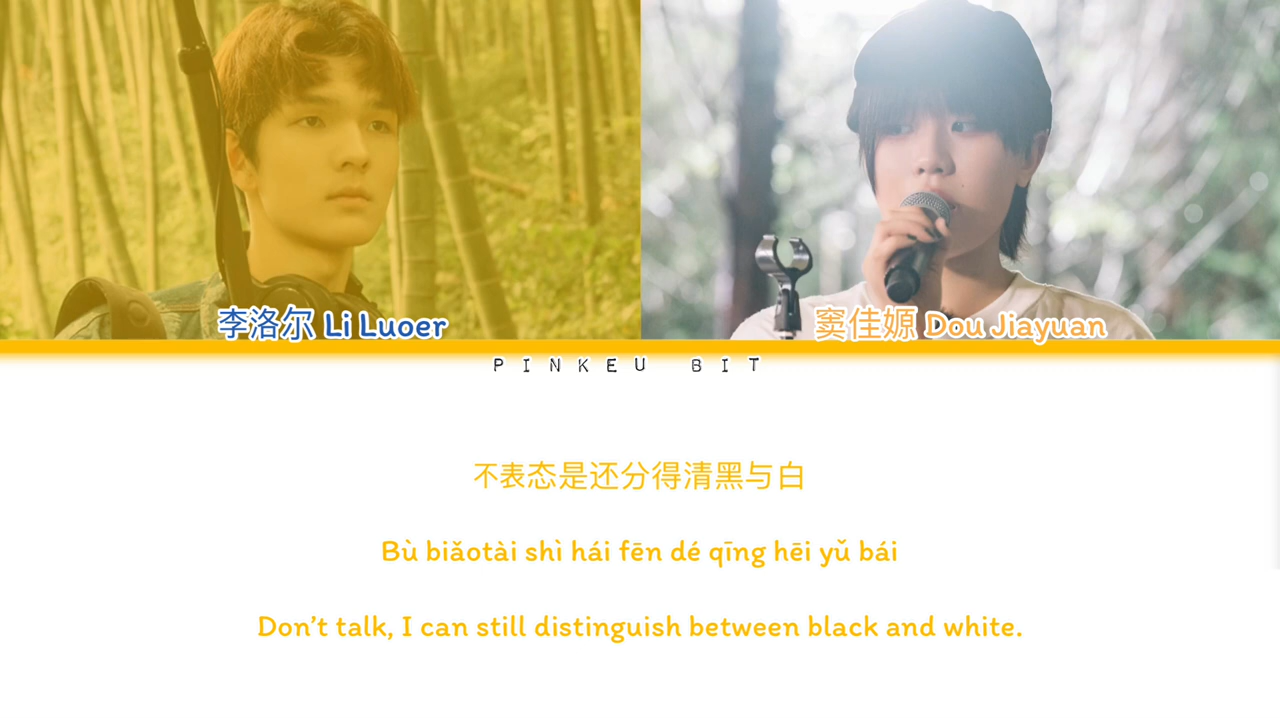 李洛尔 Li Luoer
窦佳嫄 Dou Jiayuan
PINKEU BIT
不表态是还分得清黑与白
Bù biǎotài shì hái fēn dé qīng hēi yǔ bái
Don’t talk, I can still distinguish between black and white.